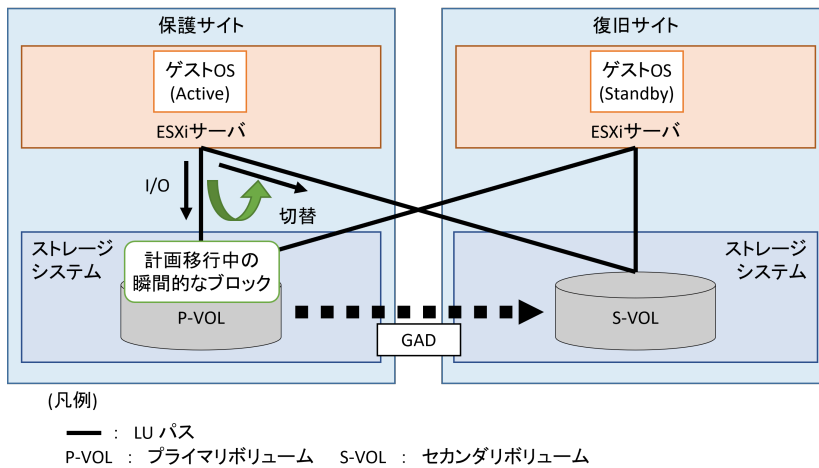 保護サイト
復旧サイト
ゲストOS
(Active)
ゲストOS
(Standby)
ESXiサーバ
ESXiサーバ
I/O
切替
ストレージ
システム
ストレージ
システム
計画移行中の
瞬間的なブロック
P-VOL
S-VOL
GAD
(凡例)
： LU パス
P-VOL ： プライマリボリューム S-VOL ： セカンダリボリューム